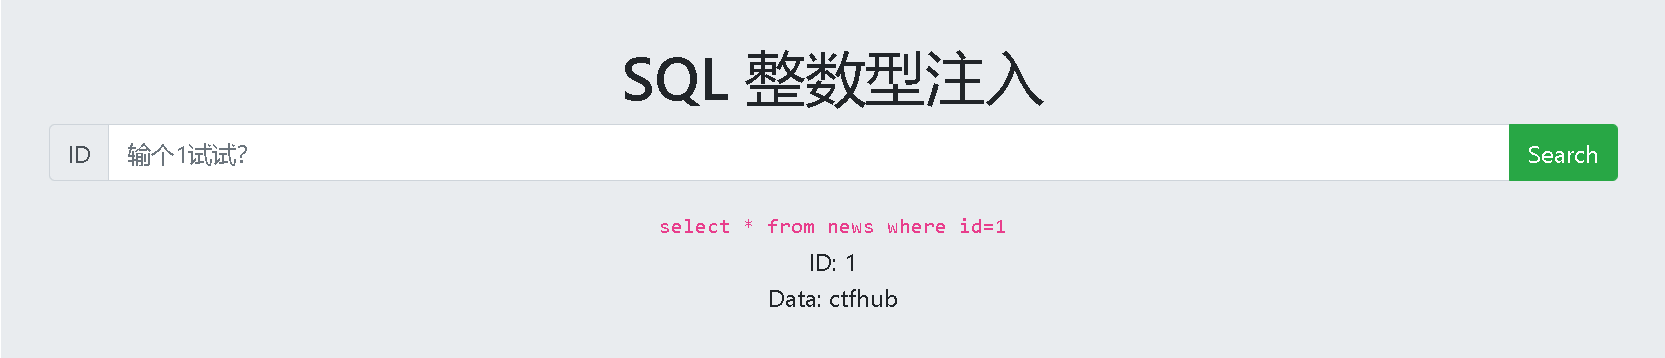 SQL 整数型注入
ID 输个1试试? Search
select * from news where id=1
ID: 1
Data: ctfhub